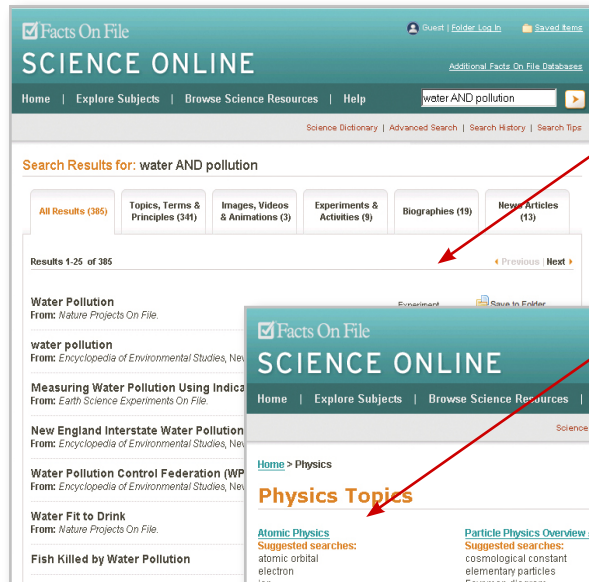 Facts On File
Guest | Folder Log In Saved Items
SCIENCE ONLINE
Additional Facts On File Databases
Home | Explore Subjects | Browse Science Resources | Help
water AND pollution
Science Dictionary | Advanced Search | Search History | Search Tips
Search Results for: water AND pollution
All Results (385)
Topics, Terms & Principles (341)
Images, Videos & Animations (3)
Experiments & Activities (9)
Biographies (19)
News Articles (13)
Results 1-25 of 385
Previous | Next
Water Pollution
Experiment
Save to Folder
From: Nature Projects On File.
water pollution
From: Encyclopedia of Environmental Studies, New
Measuring Water Pollution Using Indica
From: Earth Science Experiments On File.
New England Interstate Water Pollution
From: Encyclopedia of Environmental Studies, New
Water Pollution Control Federation (WP
From: Encyclopedia of Environmental Studies, New
Water Fit to Drink
From: Nature Projects On File.
Fish Killed by Water Pollution
Facts On File
SCIENCE ONLINE
Home | Explore Subjects | Browse Science Resources |
Science
Home > Physics
Physics Topics
Atomic Physics
Suggested searches:
atomic orbital
electron
Particle Physics Overview
Suggested searches:
cosmological constant
elementary particles